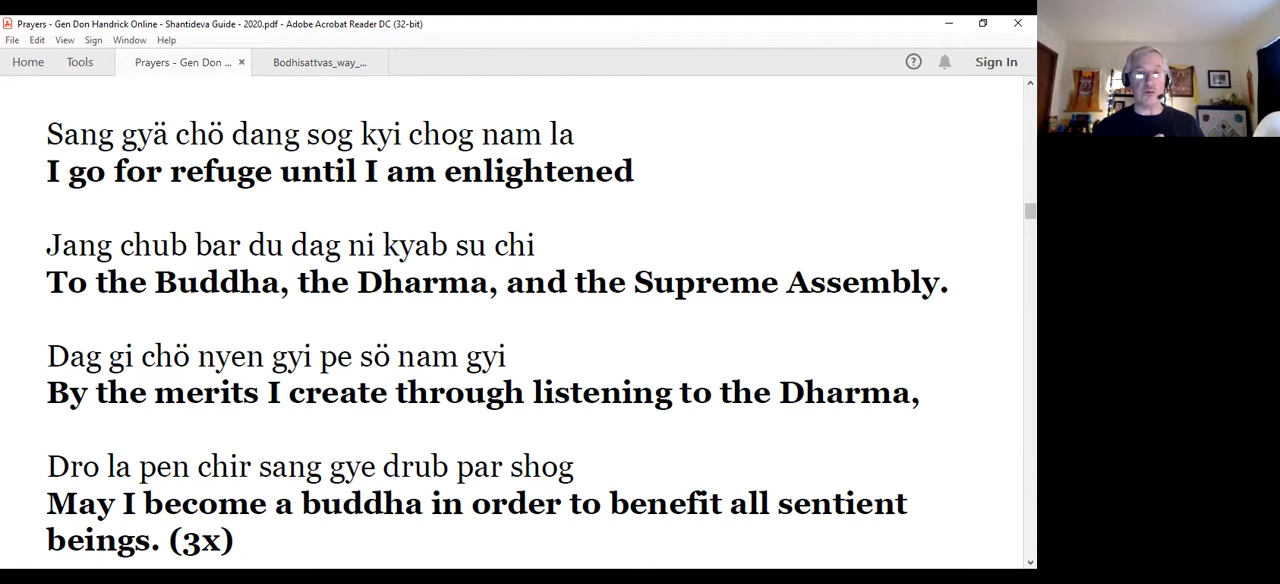 Prayers - Gen Don Handrick Online - Shantideva Guide - 2020.pdf - Adobe Acrobat Reader DC (32-bit)
File Edit View Sign Window Help
Home Tools Prayers - Gen Don ... × Bodhisattvas_way_... ? Sign In
Sang gyä chö dang sog kyi chog nam la
I go for refuge until I am enlightened
Jang chub bar du dag ni kyab su chi
To the Buddha, the Dharma, and the Supreme Assembly.
Dag gi chö nyen gyi pe sö nam gyi
By the merits I create through listening to the Dharma,
Dro la pen chir sang gye drub par shog
May I become a buddha in order to benefit all sentient
beings. (3x)